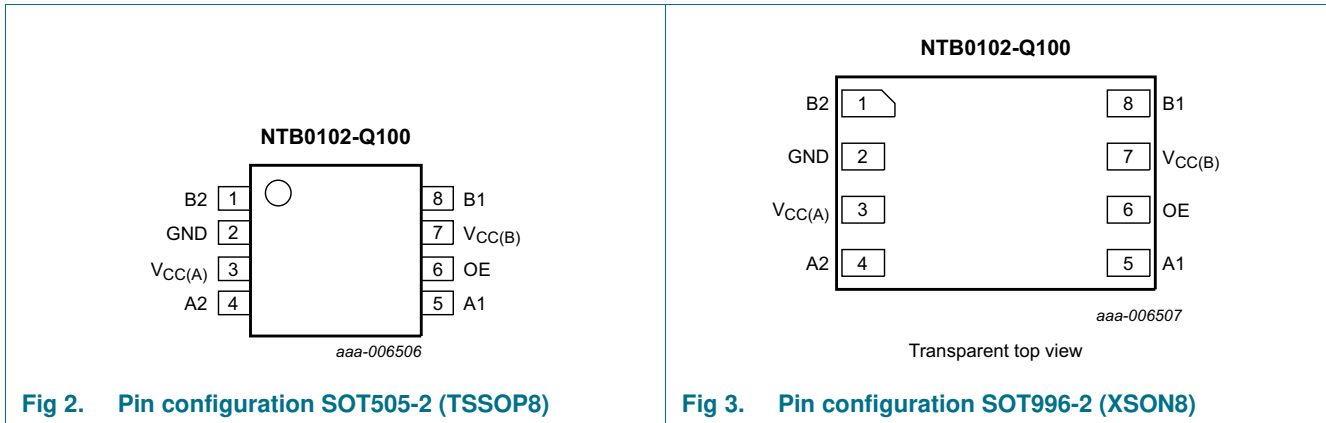 NTB0102-Q100
B2 1 8 B1
GND 2 7 VCC(B)
VCC(A) 3 6 OE
A2 4 5 A1
aaa-006506
Fig 2. Pin configuration SOT505-2 (TSSOP8)
NTB0102-Q100
B2 1 8 B1
GND 2 7 VCC(B)
VCC(A) 3 6 OE
A2 4 5 A1
aaa-006507
Transparent top view
Fig 3. Pin configuration SOT996-2 (XSON8)